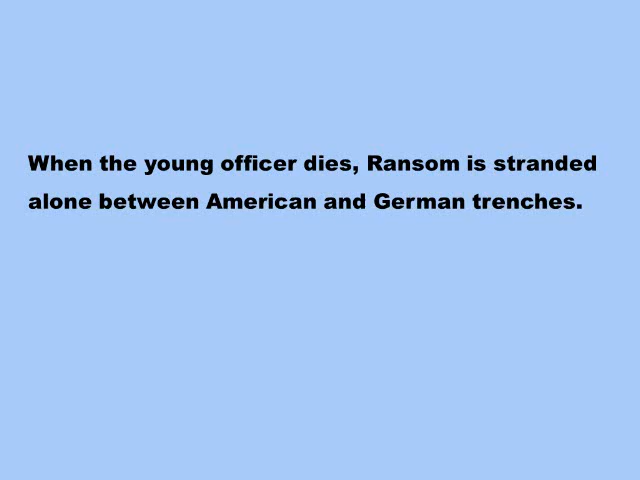 When the young officer dies, Ransom is stranded
alone between American and German trenches.